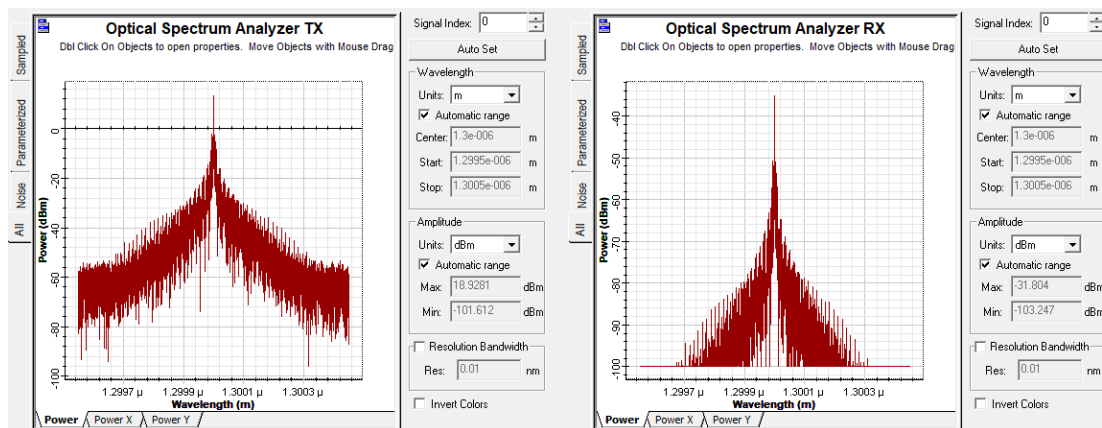 Optical Spectrum Analyzer TX
Dbl Click On Objects to open properties. Move Objects with Mouse Drag
Sampled
Parameterized
Noise
All
Power (dBm)
0
-20
-40
-60
-80
-100
1.2997 µ
1.2999 µ
1.3001 µ
1.3003 µ
Wavelength (m)
Power
Power X
Power Y
Signal Index: 0
Auto Set
Wavelength
Units: m
Automatic range
Center: 1.3e-006 m
Start: 1.2995e-006 m
Stop: 1.3005e-006 m
Amplitude
Units: dBm
Automatic range
Max: 18.9281 dBm
Min: -101.612 dBm
Resolution Bandwidth
Res: 0.01 nm
Invert Colors
Optical Spectrum Analyzer RX
Dbl Click On Objects to open properties. Move Objects with Mouse Drag
Sampled
Parameterized
Noise
All
Power (dBm)
-40
-50
-60
-70
-80
-90
-100
1.2997 µ
1.2999 µ
1.3001 µ
1.3003 µ
Wavelength (m)
Power
Power X
Power Y
Signal Index: 0
Auto Set
Wavelength
Units: m
Automatic range
Center: 1.3e-006 m
Start: 1.2995e-006 m
Stop: 1.3005e-006 m
Amplitude
Units: dBm
Automatic range
Max: -31.804 dBm
Min: -103.247 dBm
Resolution Bandwidth
Res: 0.01 nm
Invert Colors